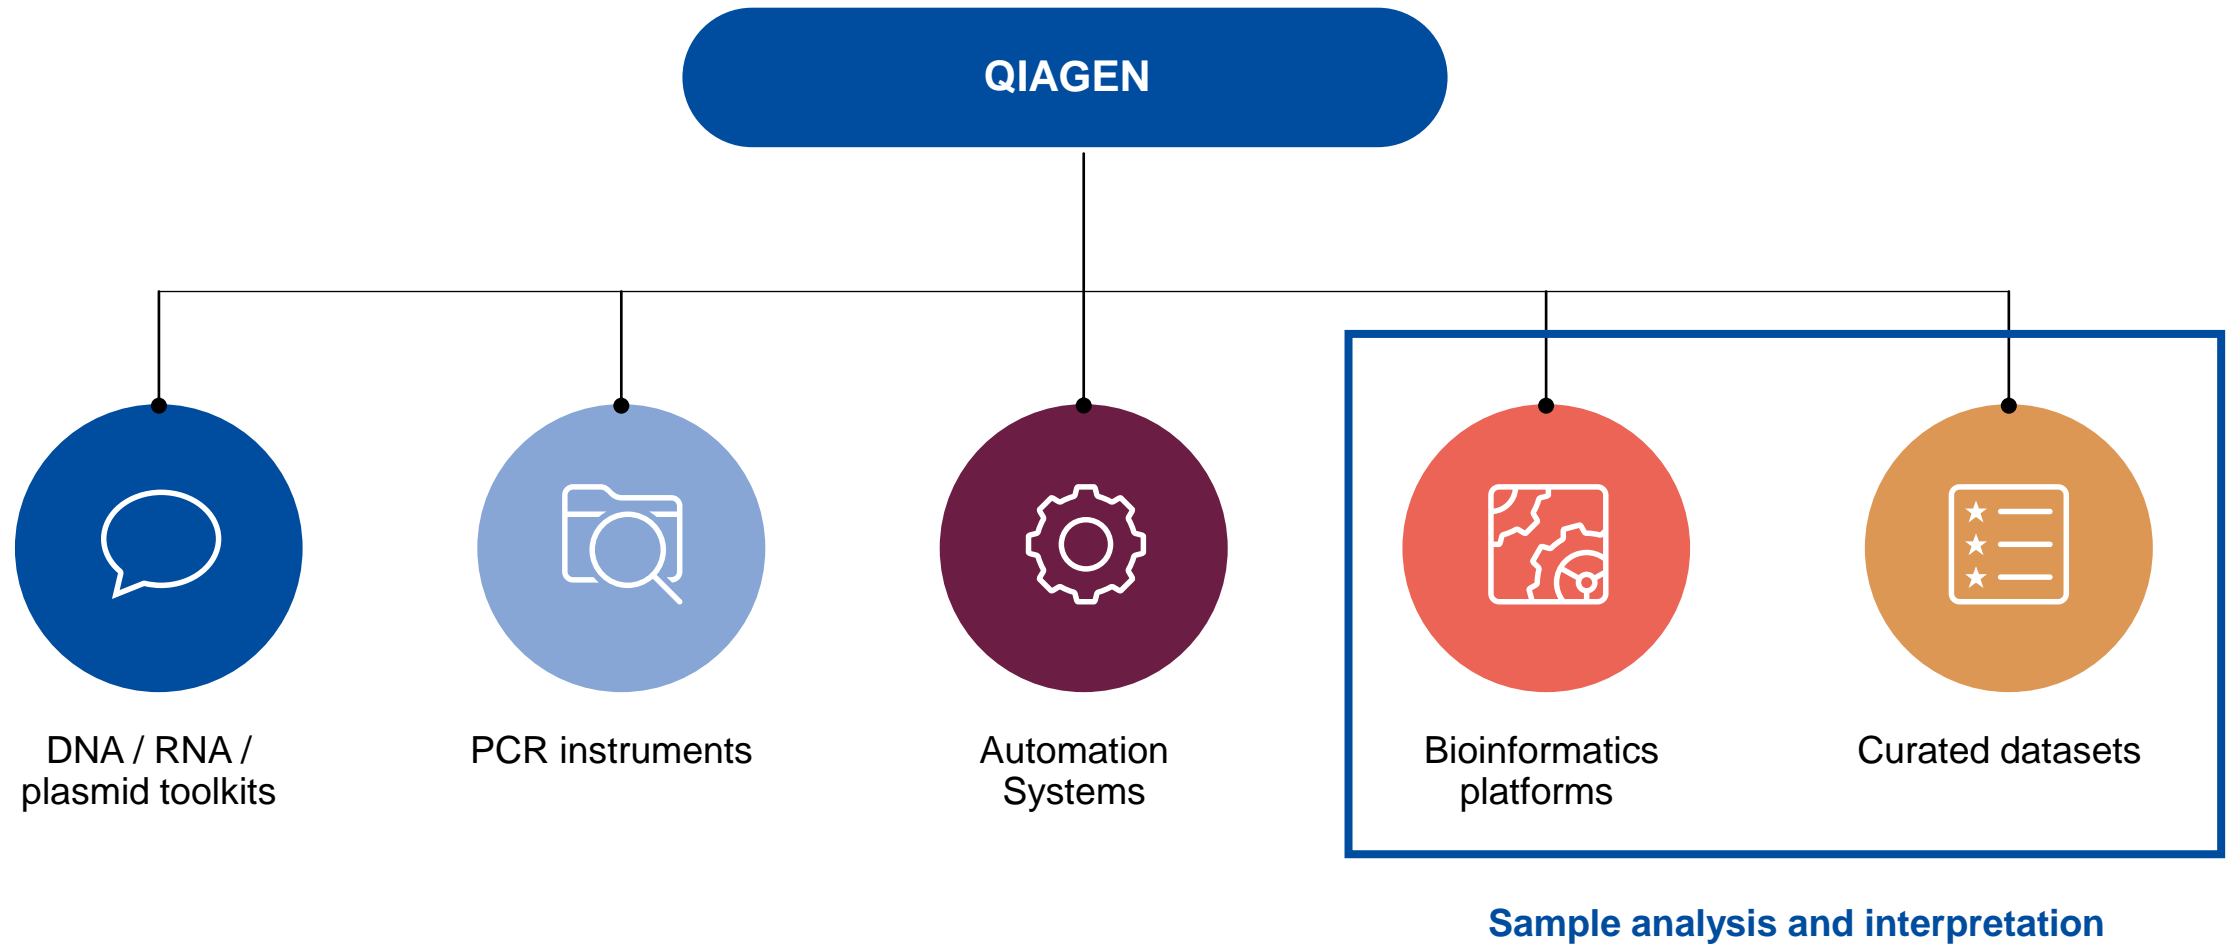 QIAGEN
DNA / RNA /
plasmid toolkits
PCR instruments
Automation
Systems
Bioinformatics
platforms
Curated datasets
Sample analysis and interpretation